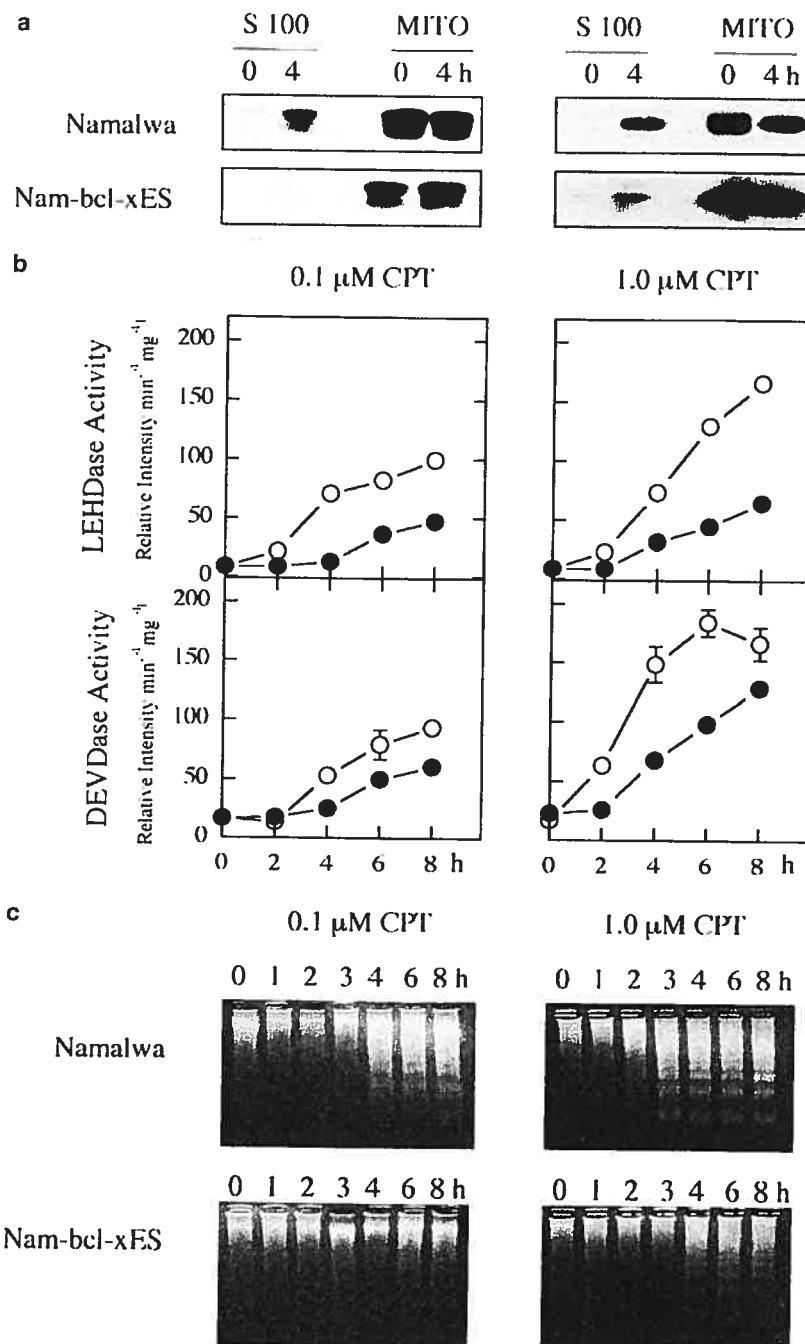 a
S 100 MITO S 100 MITO
0 4 0 4 h 0 4 0 4 h
Namalwa
Nam-bcl-xES
b
0.1 µM CPT 1.0 µM CPT
LEHDase Activity
Relative Intensity min⁻¹ mg⁻¹
200
150
100
50
0
DEVDase Activity
Relative Intensity min⁻¹ mg⁻¹
200
150
100
50
0
0 2 4 6 8 h 0 2 4 6 8 h
c
0.1 µM CPT 1.0 µM CPT
0 1 2 3 4 6 8 h 0 1 2 3 4 6 8 h
Namalwa
0 1 2 3 4 6 8 h 0 1 2 3 4 6 8 h
Nam-bcl-xES